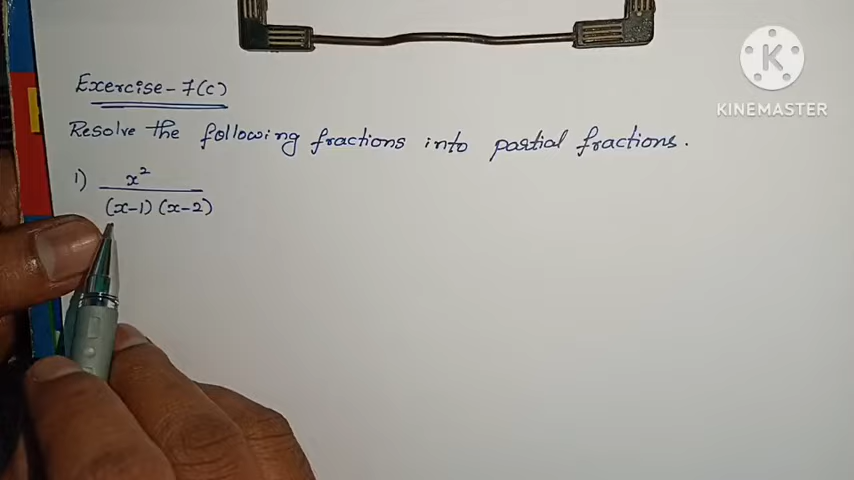 KINEMASTER
Exercise-7(c)
Resolve the following fractions into partial fractions.
1) x²
(x-1) (x-2)